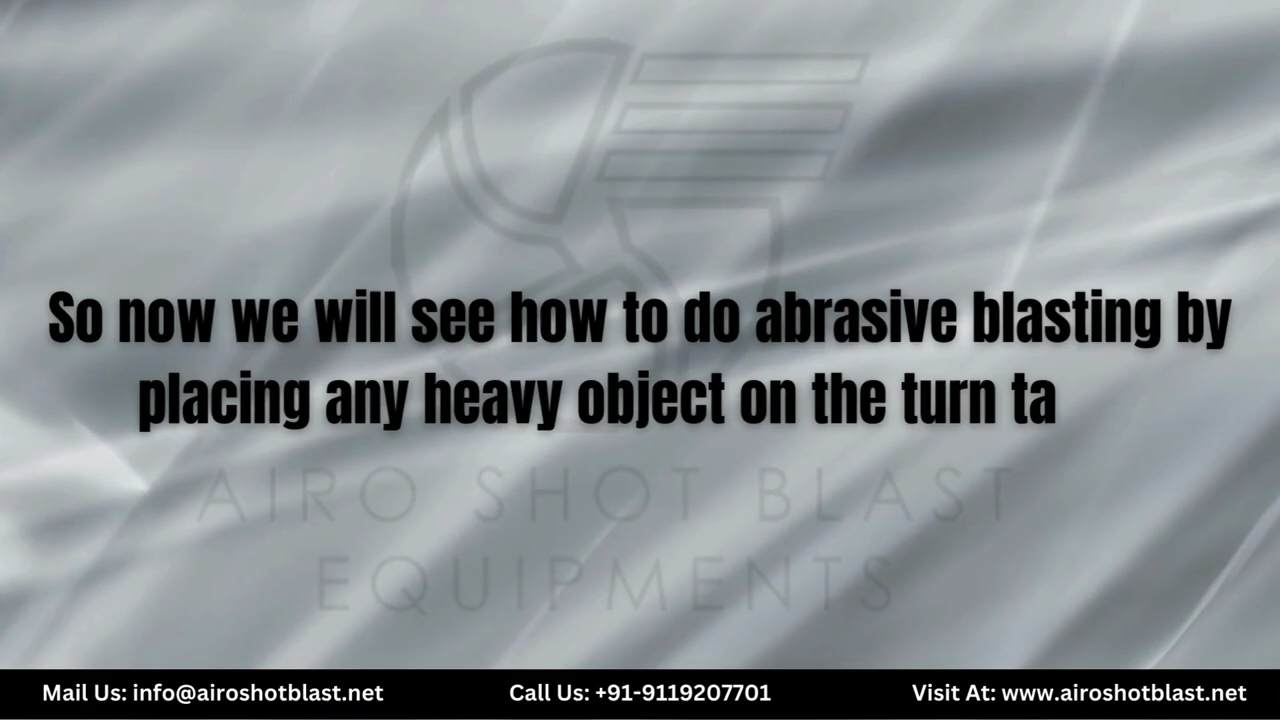 So now we will see how to do abrasive blasting by
placing any heavy object on the turn ta
AIRO SHOT BLAST
EQUIPMENTS
Mail Us: info@airoshotblast.net Call Us: +91-9119207701 Visit At: www.airoshotblast.net